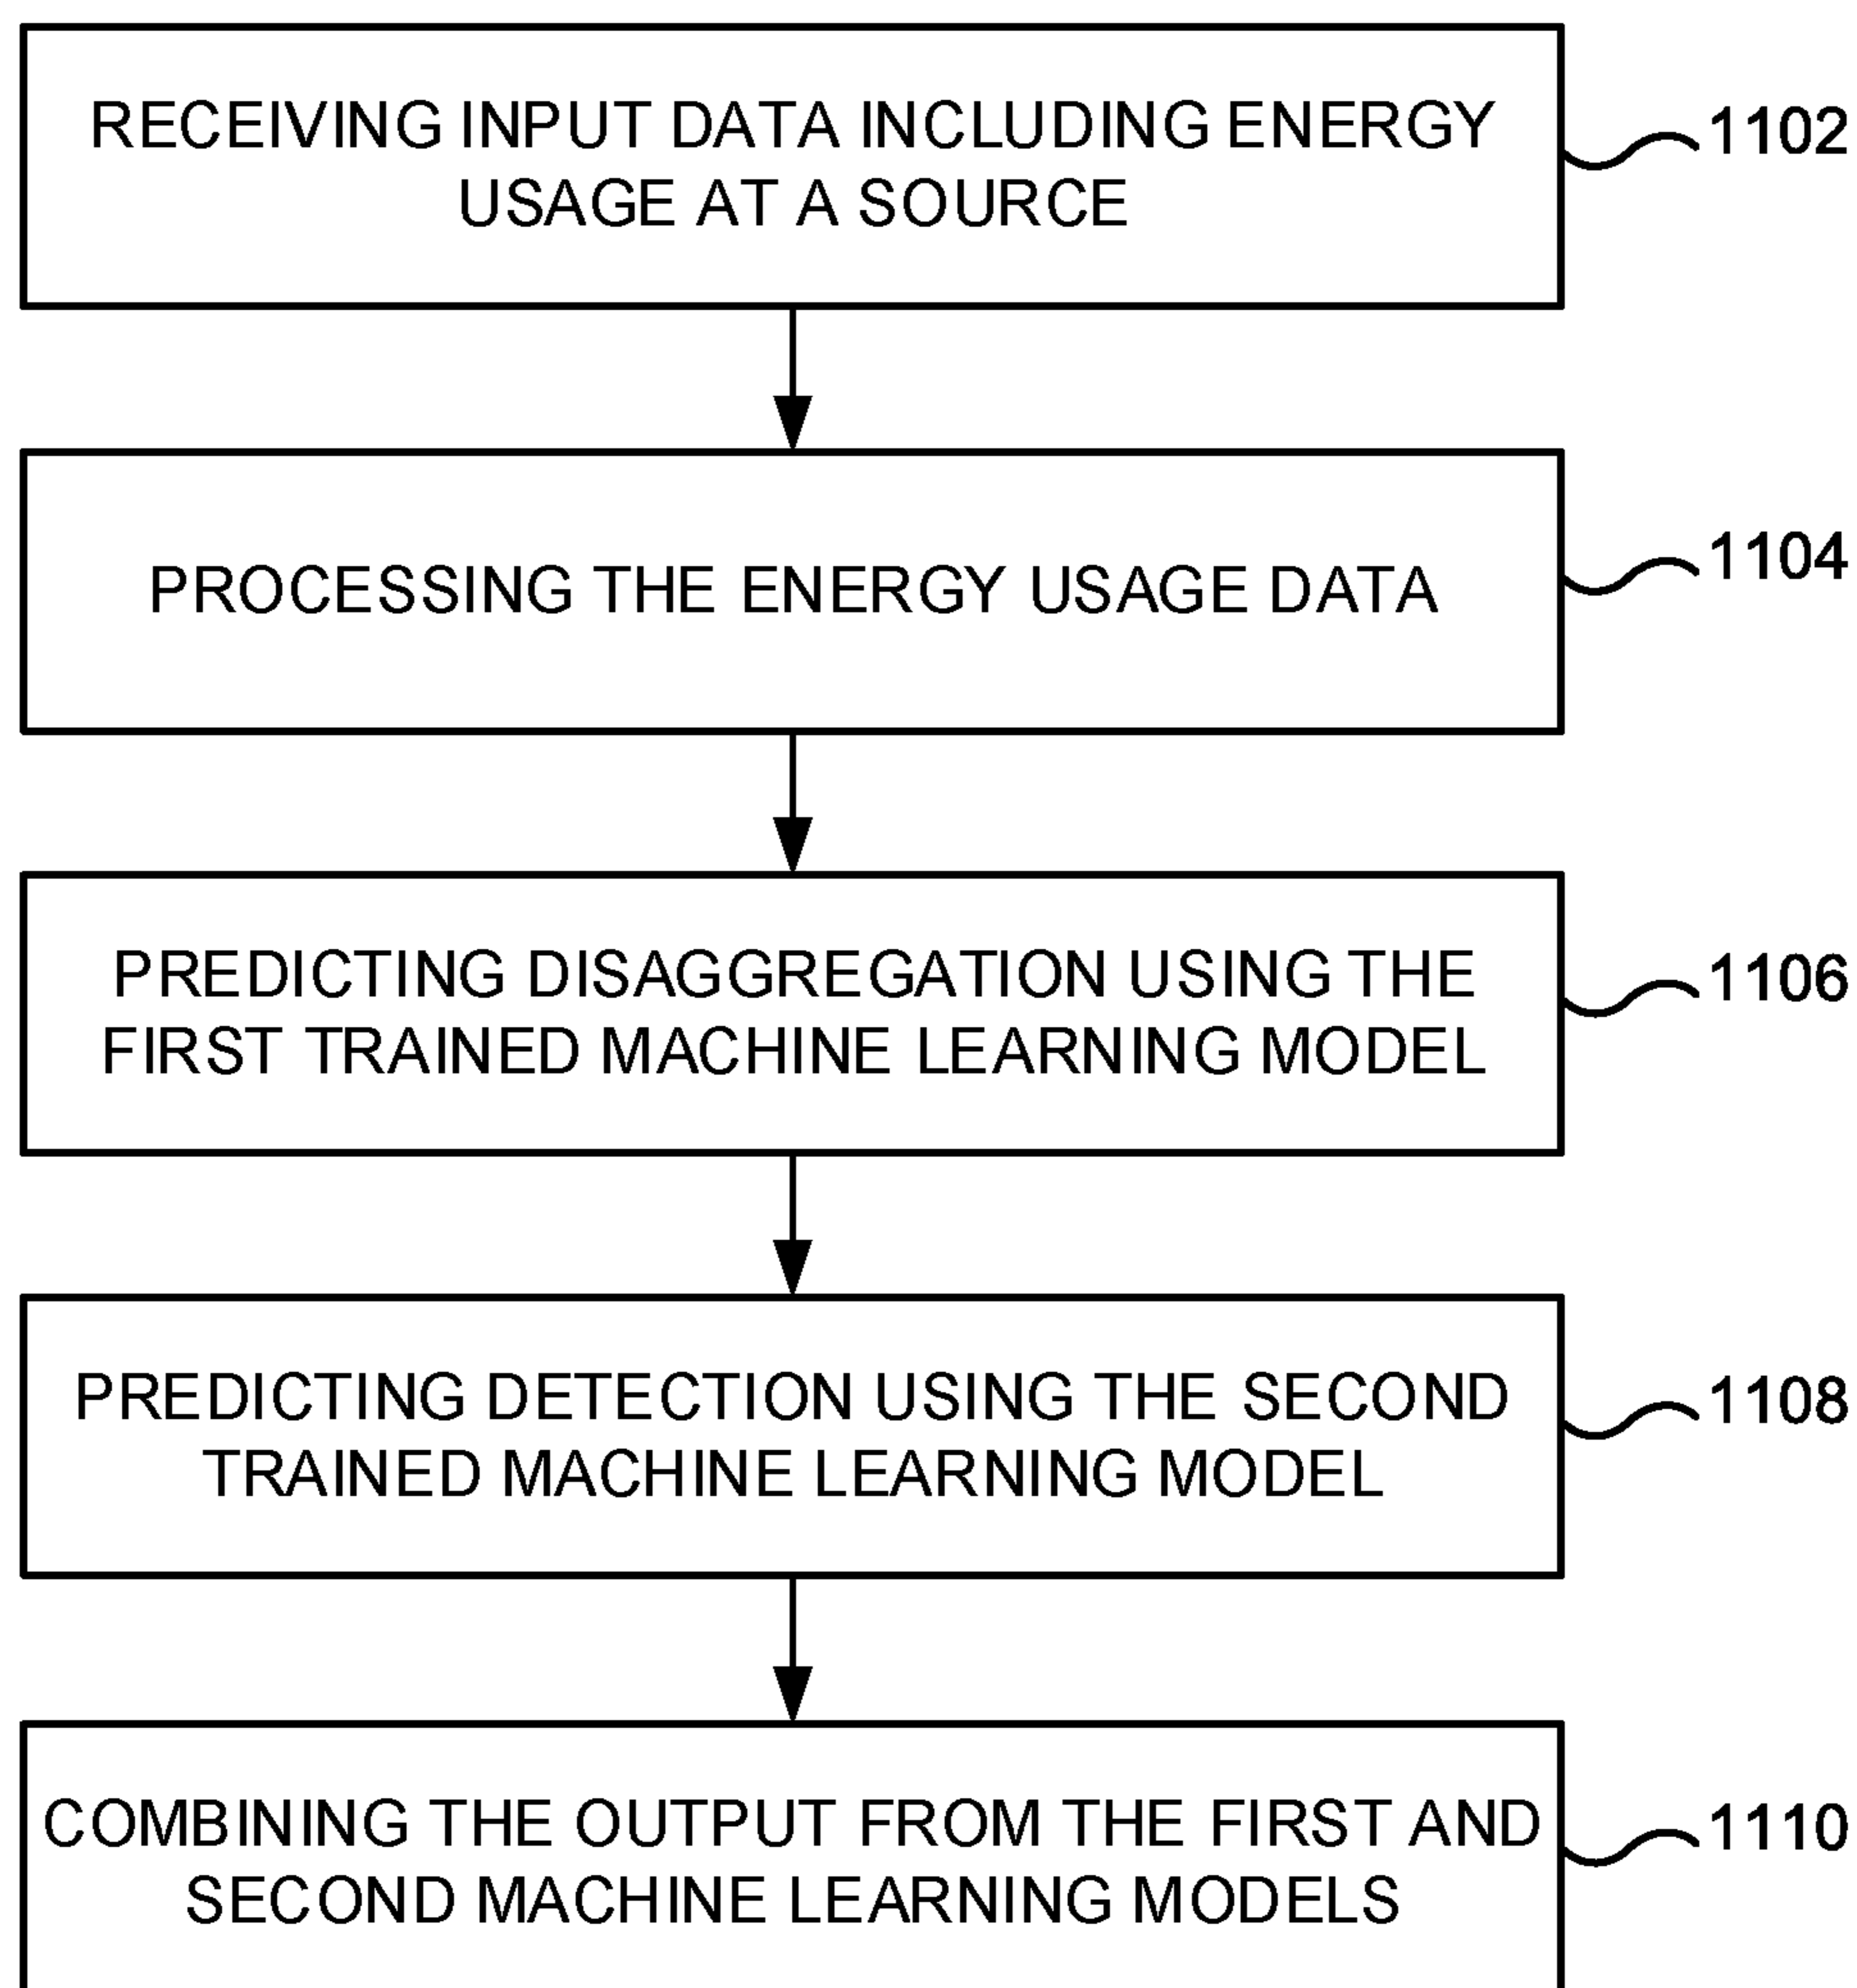 RECEIVING INPUT DATA INCLUDING ENERGY
USAGE AT A SOURCE
1102
PROCESSING THE ENERGY USAGE DATA
1104
PREDICTING DISAGGREGATION USING THE
FIRST TRAINED MACHINE LEARNING MODEL
1106
PREDICTING DETECTION USING THE SECOND
TRAINED MACHINE LEARNING MODEL
1108
COMBINING THE OUTPUT FROM THE FIRST AND
SECOND MACHINE LEARNING MODELS
1110